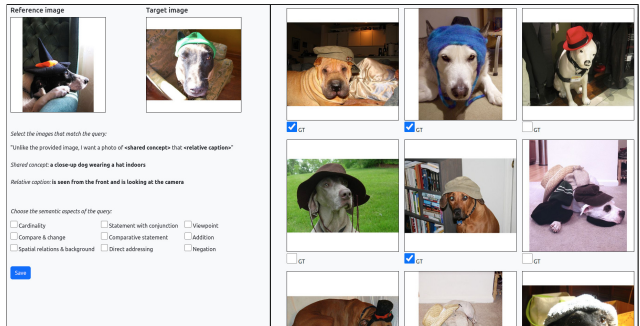 Reference image
Target image
Select the images that match the query:
"Unlike the provided image, I want a photo of <shared concept> that <relative caption>"
Shared concept: a close-up dog wearing a hat indoors
Relative caption: is seen from the front and is looking at the camera
Choose the semantic aspects of the query:
Cardinality Statement with conjunction Viewpoint
Compare & change Comparative statement Addition
Spatial relations & background Direct addressing Negation
Save
GT GT GT
GT GT GT